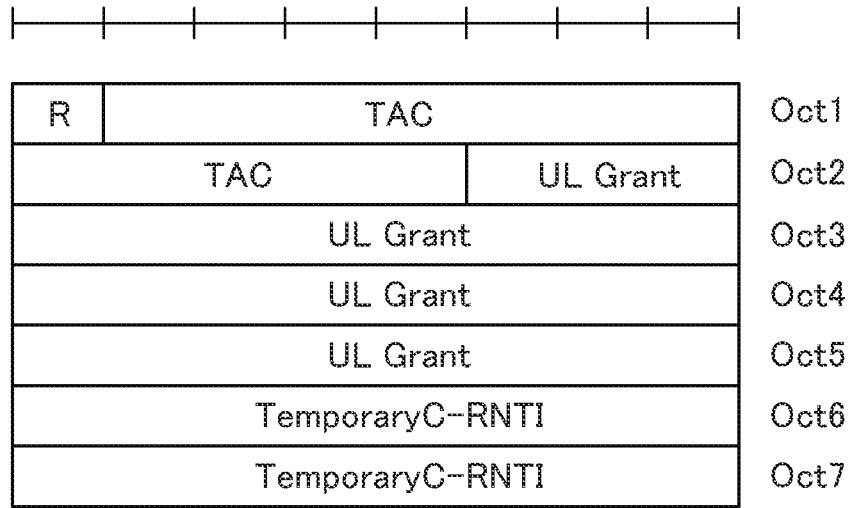 R TAC Oct1
TAC UL Grant Oct2
UL Grant Oct3
UL Grant Oct4
UL Grant Oct5
TemporaryC-RNTI Oct6
TemporaryC-RNTI Oct7